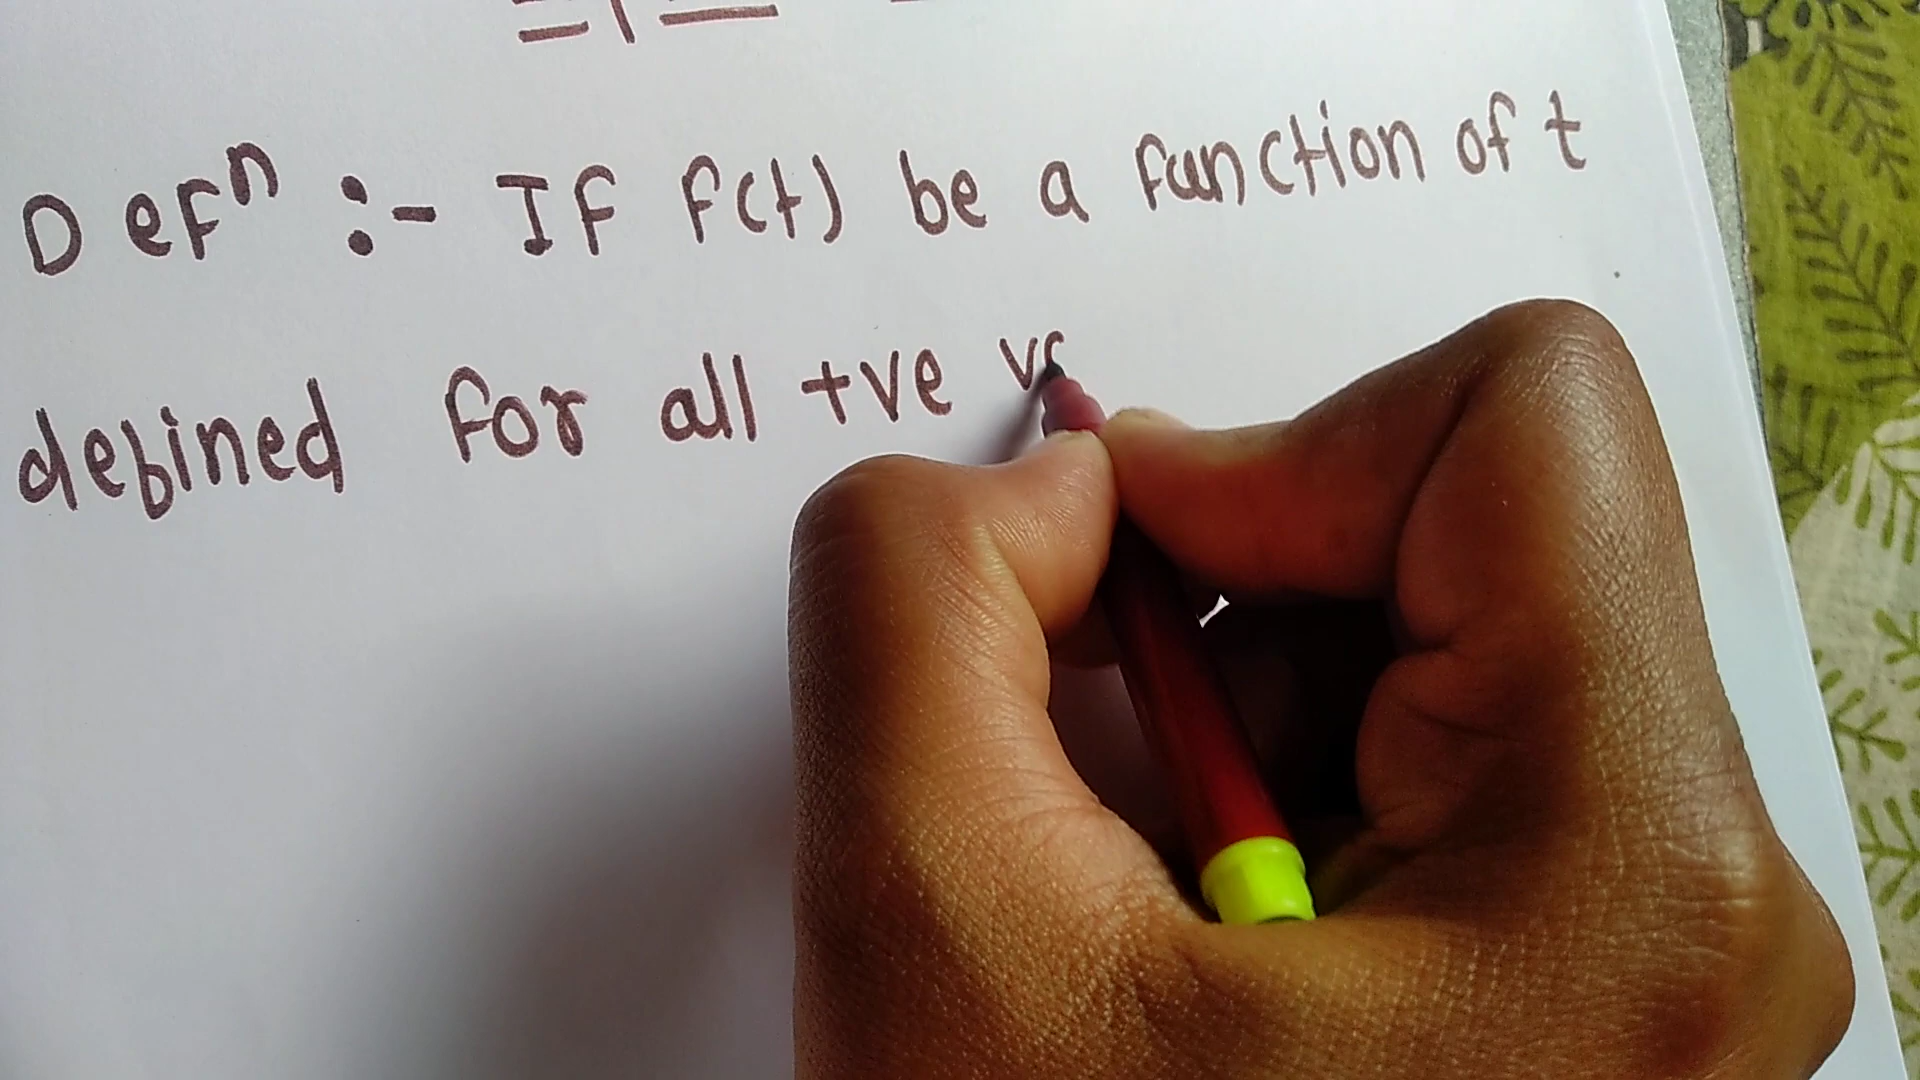 Defⁿ :- If f(t) be a function of t
defined for all +ve